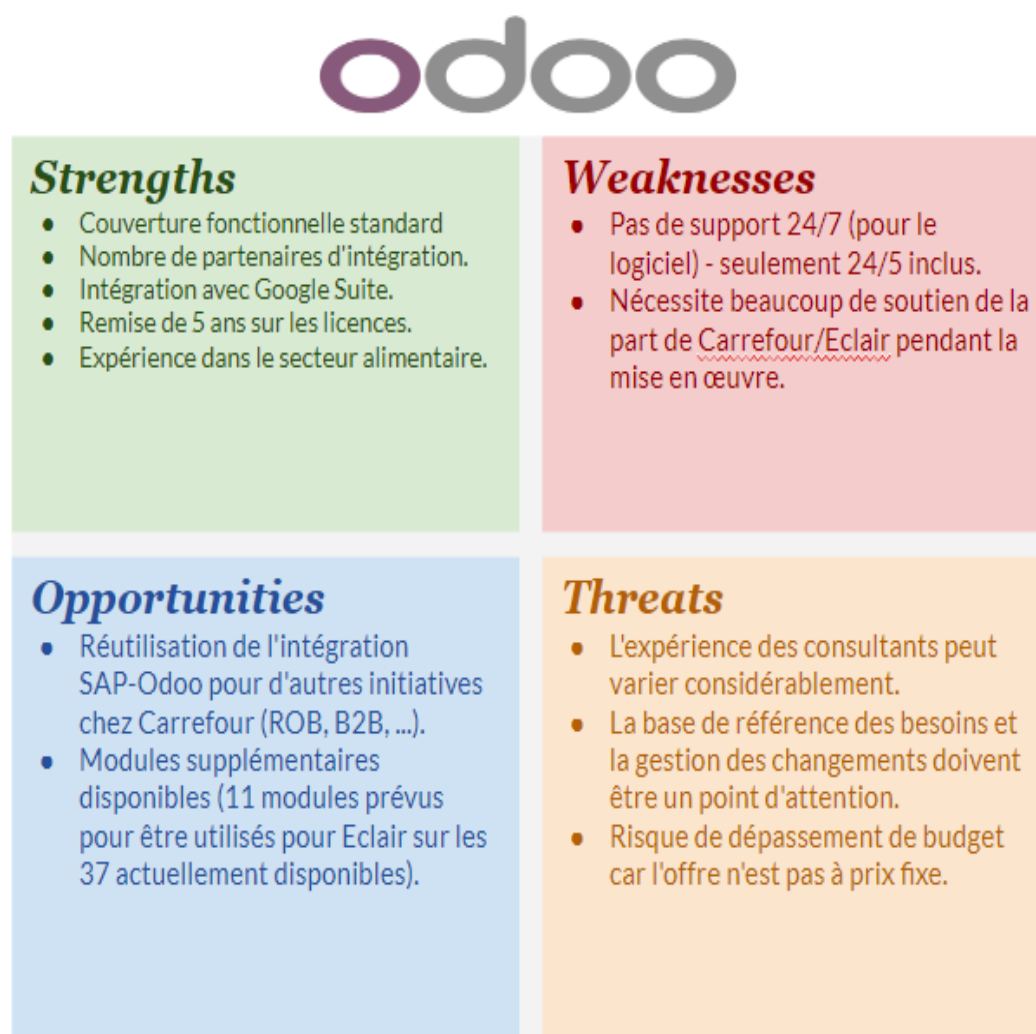 odoo
Strengths
● Couverture fonctionnelle standard
● Nombre de partenaires d'intégration.
● Intégration avec Google Suite.
● Remise de 5 ans sur les licences.
● Expérience dans le secteur alimentaire.
Weaknesses
● Pas de support 24/7 (pour le
logiciel) - seulement 24/5 inclus.
● Nécessite beaucoup de soutien de la
part de Carrefour/Eclair pendant la
mise en œuvre.
Opportunities
● Réutilisation de l'intégration
SAP-Odoo pour d'autres initiatives
chez Carrefour (ROB, B2B, ...).
● Modules supplémentaires
disponibles (11 modules prévus
pour être utilisés pour Eclair sur les
37 actuellement disponibles).
Threats
● L'expérience des consultants peut
varier considérablement.
● La base de référence des besoins et
la gestion des changements doivent
être un point d'attention.
● Risque de dépassement de budget
car l'offre n'est pas à prix fixe.